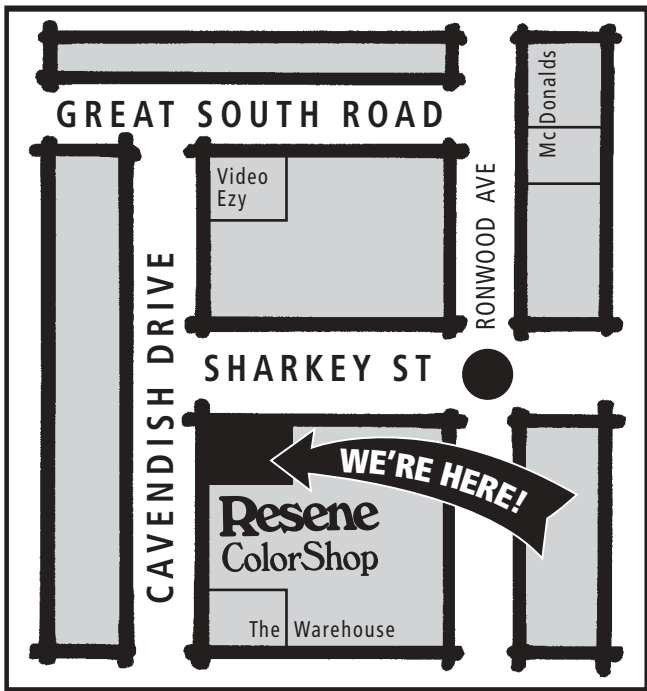 GREAT SOUTH ROAD
Mc Donalds
Video
Ezy
RONWOOD AVE
CAVENDISH DRIVE
SHARKEY ST
WE'RE HERE!
Resene
ColorShop
The Warehouse